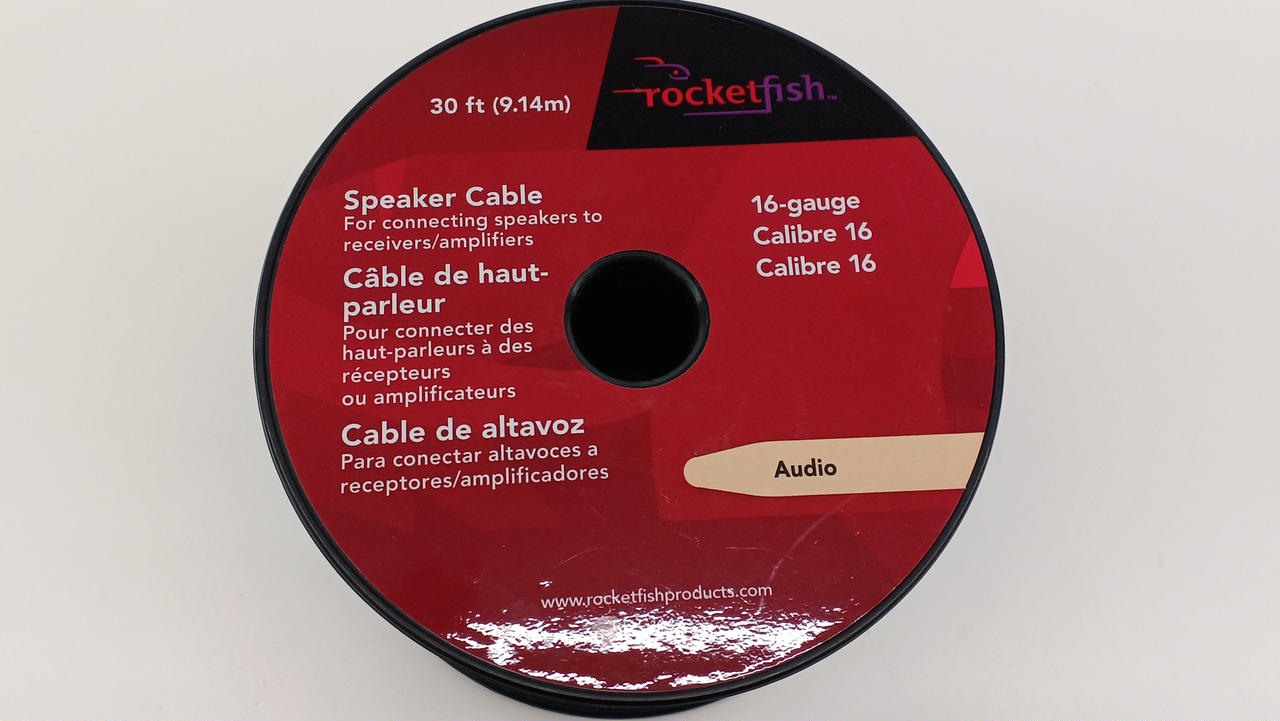 30 ft (9.14m)
rocketfish™
Speaker Cable
For connecting speakers to
receivers/amplifiers
Câble de haut-
parleur
Pour connecter des
haut-parleurs à des
récepteurs
ou amplificateurs
Cable de altavoz
Para conectar altavoces a
receptores/amplificadores
16-gauge
Calibre 16
Calibre 16
Audio
www.rocketfishproducts.com